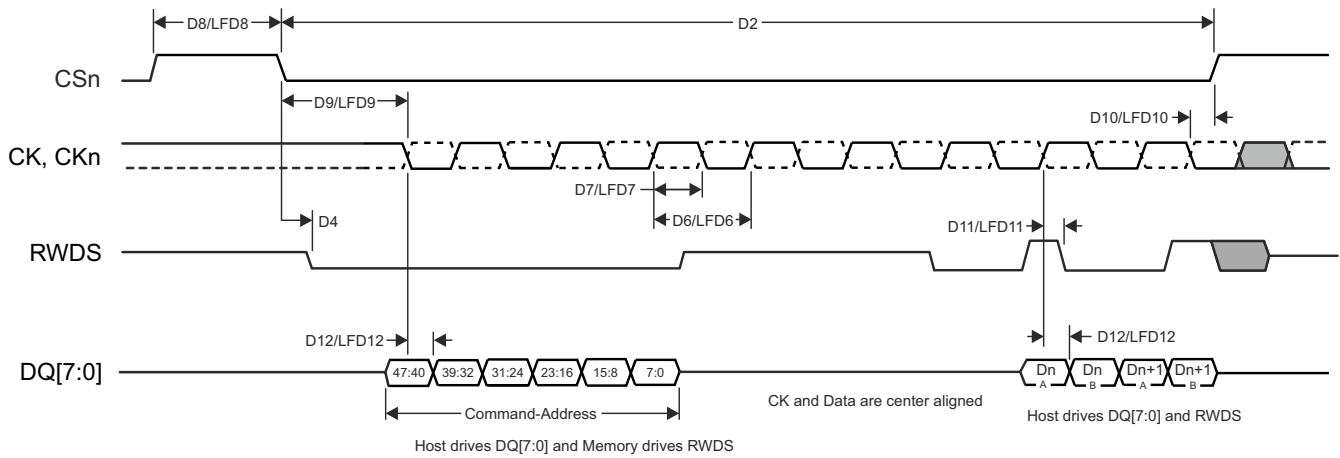 D8/LFD8
D2
CSn
D9/LFD9
D10/LFD10
CK, CKn
D7/LFD7
D4
D6/LFD6
D11/LFD11
RWDS
D12/LFD12
D12/LFD12
DQ[7:0]
47:40 39:32 31:24 23:16 15:8 7:0
Dn A Dn B Dn+1 A Dn+1 B
Command-Address
CK and Data are center aligned
Host drives DQ[7:0] and RWDS
Host drives DQ[7:0] and Memory drives RWDS